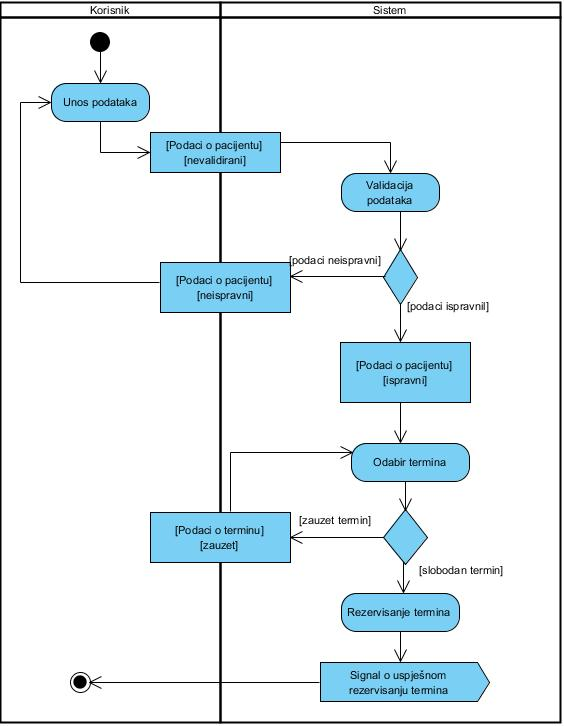 Korisnik
Sistem
Unos podataka
[Podaci o pacijentu]
[nevalidirani]
Validacija
podataka
[podaci neispravni]
[Podaci o pacijentu]
[neispravni]
[podaci ispravniI]
[Podaci o pacijentu]
[ispravni]
Odabir termina
[zauzet termin]
[Podaci o terminu]
[zauzet]
[slobodan termin]
Rezervisanje termina
Signal o uspješnom
rezervisanju termina